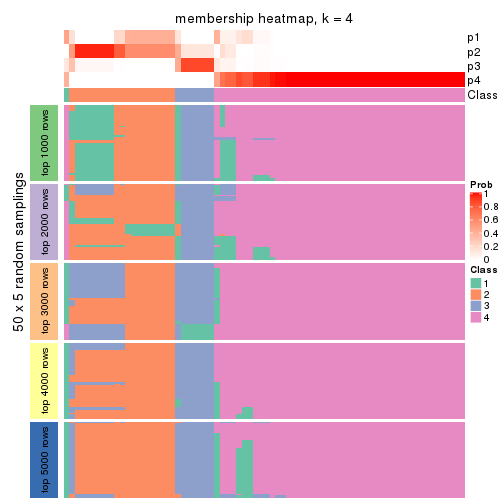 membership heatmap, k = 4
p1
p2
p3
p4
Class
50 x 5 random samplings
top 1000 rows
top 2000 rows
top 3000 rows
top 4000 rows
top 5000 rows
Prob
1
0.8
0.6
0.4
0.2
0
Class
1
2
3
4